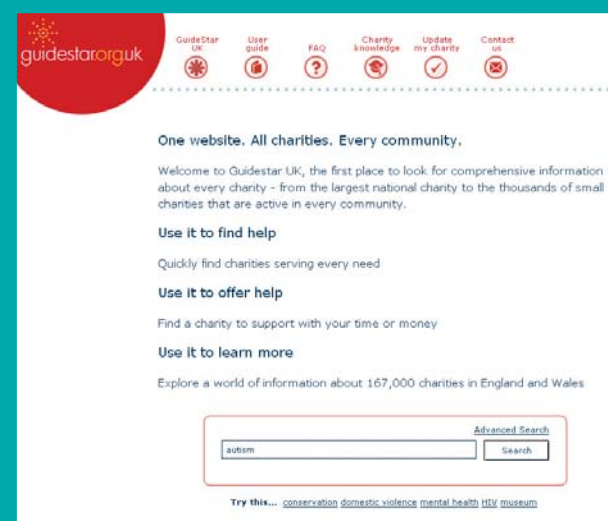 guidestar.org.uk
GuideStar UK
User guide
FAQ
Charity knowledge
Update my charity
Contact us
One website. All charities. Every community.
Welcome to Guidestar UK, the first place to look for comprehensive information
about every charity - from the largest national charity to the thousands of small
charities that are active in every community.
Use it to find help
Quickly find charities serving every need
Use it to offer help
Find a charity to support with your time or money
Use it to learn more
Explore a world of information about 167,000 charities in England and Wales
Advanced Search
autism
Search
Try this... conservation domestic violence mental health HIV museum